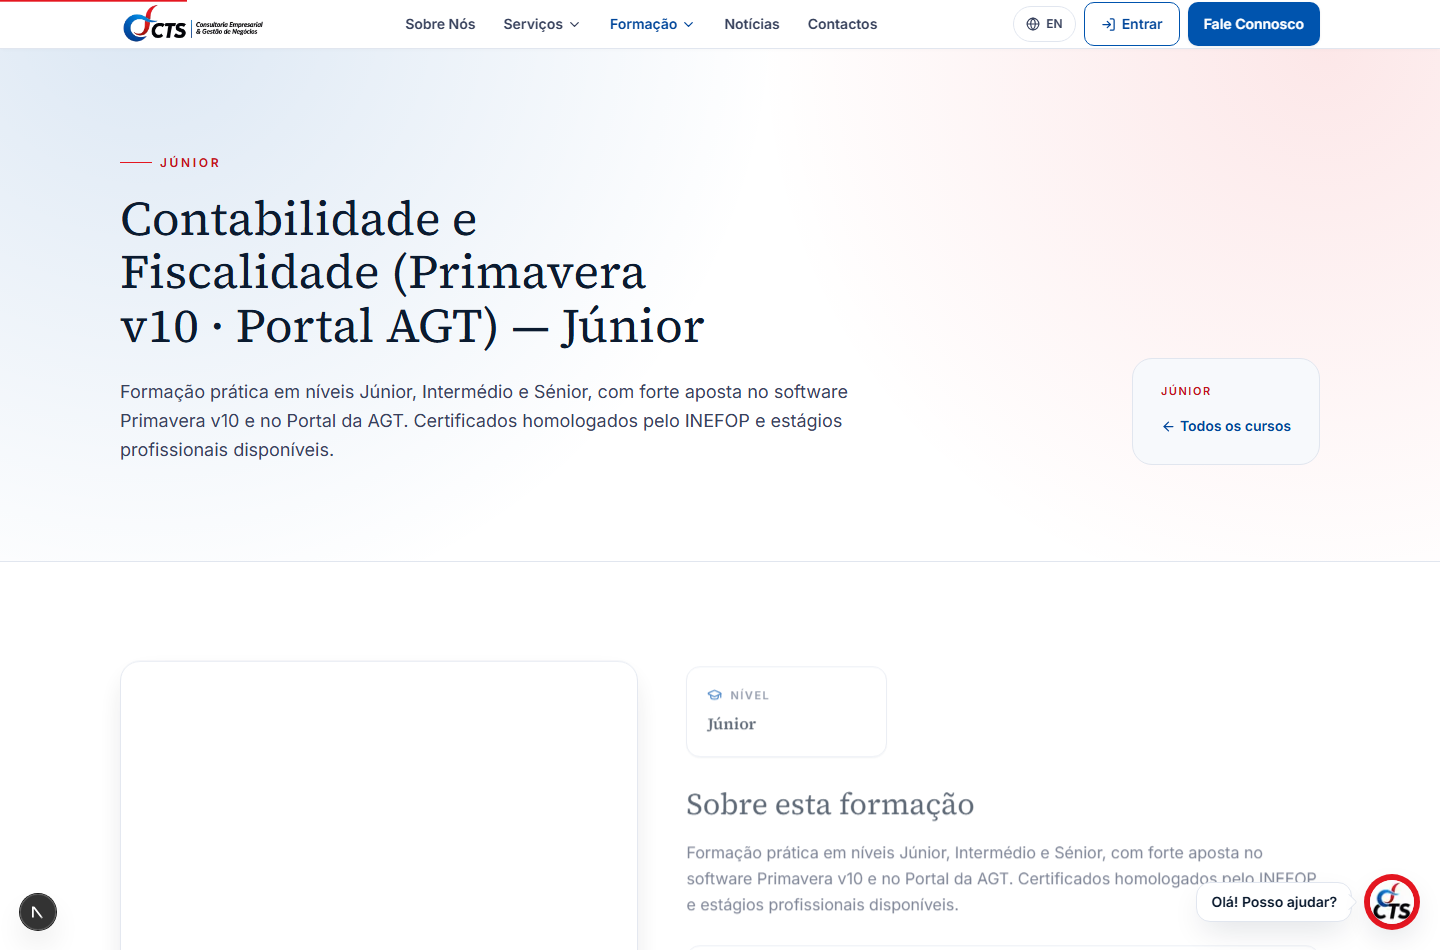 CTS Consultoria Empresarial
& Gestão de Negócios
Sobre Nós
Serviços
Formação
Notícias
Contactos
EN
Entrar
Fale Connosco
JÚNIOR
Contabilidade e
Fiscalidade (Primavera
v10 · Portal AGT) — Júnior
Formação prática em níveis Júnior, Intermédio e Sénior, com forte aposta no software
Primavera v10 e no Portal da AGT. Certificados homologados pelo INEFOP e estágios
profissionais disponíveis.
JÚNIOR
← Todos os cursos
NÍVEL
Júnior
Sobre esta formação
Formação prática em níveis Júnior, Intermédio e Sénior, com forte aposta no
software Primavera v10 e no Portal da AGT. Certificados homologados pelo INEFOP
e estágios profissionais disponíveis.
Olá! Posso ajudar?
CTS